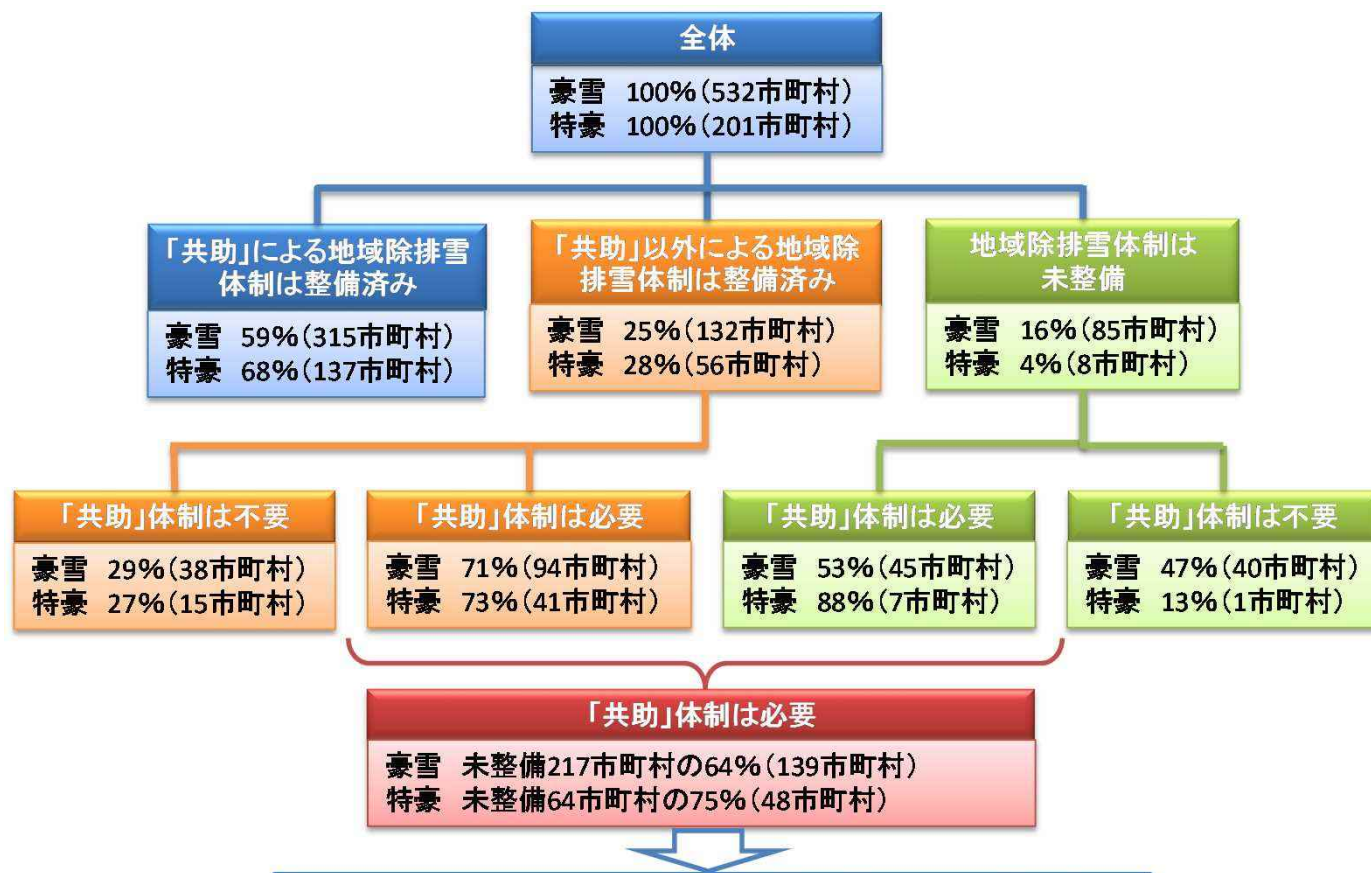 全体
豪雪 100%(532市町村)
特豪 100%(201市町村)
「共助」による地域除排雪
体制は整備済み
豪雪 59%(315市町村)
特豪 68%(137市町村)
「共助」以外による地域除
排雪体制は整備済み
豪雪 25%(132市町村)
特豪 28%(56市町村)
地域除排雪体制は
未整備
豪雪 16%(85市町村)
特豪 4%(8市町村)
「共助」体制は不要
豪雪 29%(38市町村)
特豪 27%(15市町村)
「共助」体制は必要
豪雪 71%(94市町村)
特豪 73%(41市町村)
「共助」体制は必要
豪雪 53%(45市町村)
特豪 88%(7市町村)
「共助」体制は不要
豪雪 47%(40市町村)
特豪 13%(1市町村)
「共助」体制は必要
豪雪 未整備217市町村の64%(139市町村)
特豪 未整備64市町村の75%(48市町村)